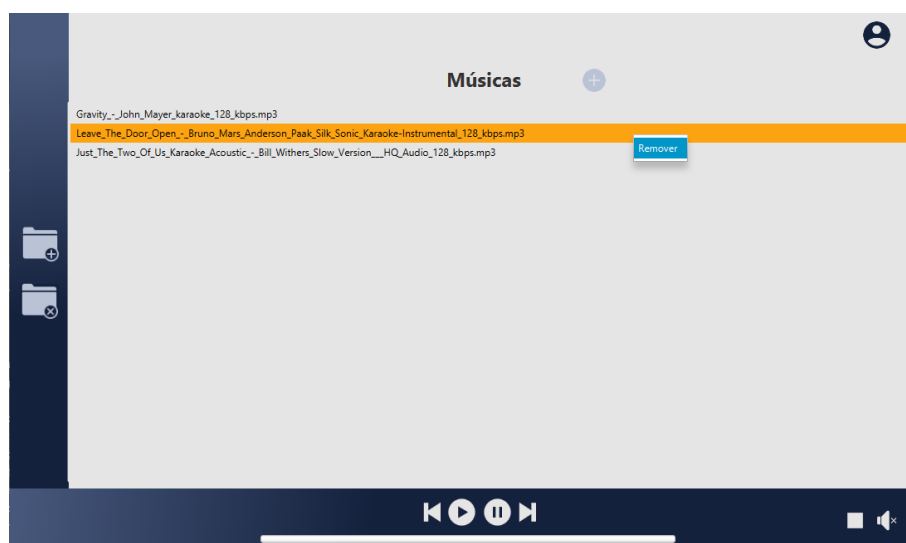 Músicas
Gravity_-_John_Mayer_karaoke_128_kbps.mp3
Leave_The_Door_Open_-_Bruno_Mars_Anderson_Paak_Silk_Sonic_Karaoke-Instrumental_128_kbps.mp3
Just_The_Two_Of_Us_Karaoke_Acoustic_-_Bill_Withers_Slow_Version___HQ_Audio_128_kbps.mp3
Remover